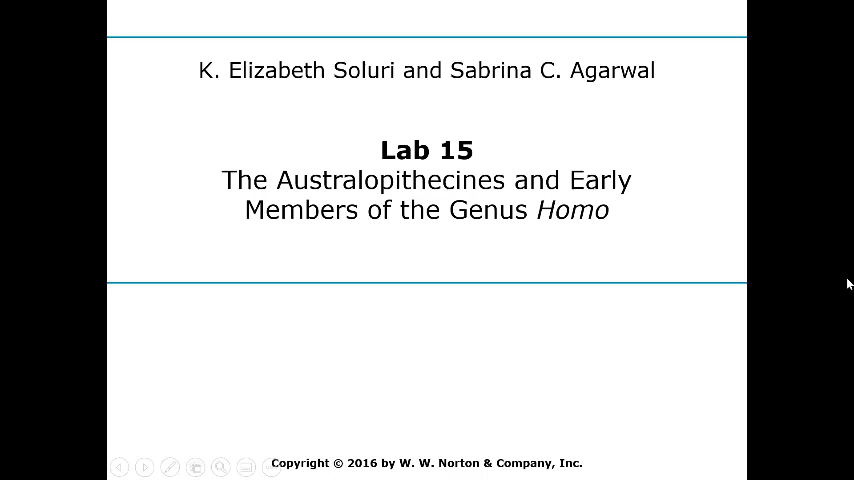 K. Elizabeth Soluri and Sabrina C. Agarwal
Lab 15
The Australopithecines and Early
Members of the Genus Homo
Copyright © 2016 by W. W. Norton & Company, Inc.